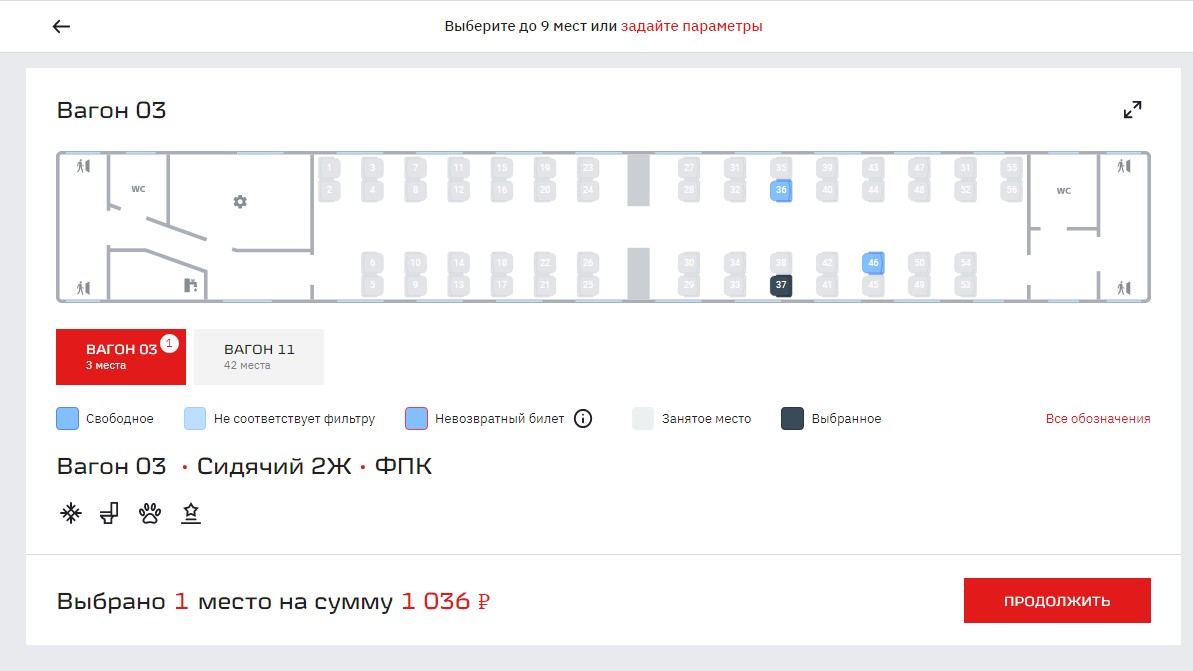 Выберите до 9 мест или задайте параметры
Вагон 03
1 3 7 11 15 19 23 27 31 35 39 43 47 51 55
WC
2 4 8 12 16 20 24 28 32 36 40 44 48 52 56
WC
6 10 14 18 22 26 30 34 38 42 46 50 54
5 9 13 17 21 25 29 33 37 41 45 49 53
ВАГОН 03 1
3 места
ВАГОН 11
42 места
Свободное Не соответствует фильтру Невозвратный билет i Занятое место Выбранное Все обозначения
Вагон 03 • Сидячий 2Ж • ФПК
Выбрано 1 место на сумму 1 036 ₽
ПРОДОЛЖИТЬ